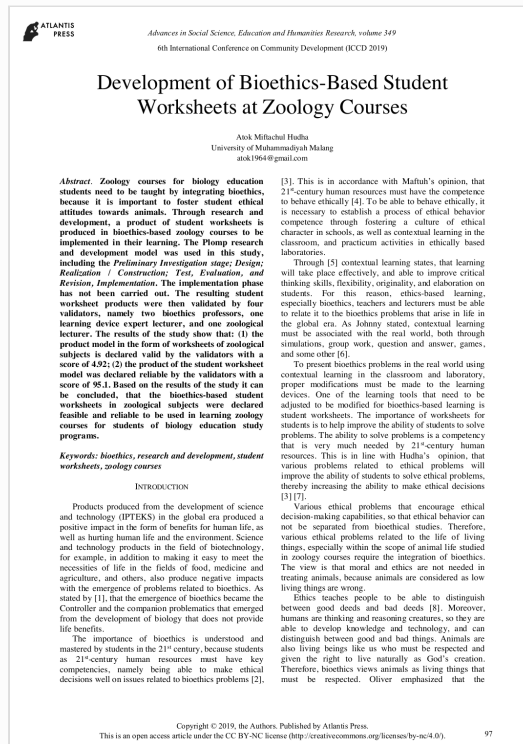 ATLANTIS
PRESS
Advances in Social Science, Education and Humanities Research, volume 349
6th International Conference on Community Development (ICCD 2019)
Development of Bioethics-Based Student
Worksheets at Zoology Courses
Atok Miftachul Hudha
University of Muhammadiyah Malang
atok1964@gmail.com
Abstract. Zoology courses for biology education
students need to be taught by integrating bioethics,
because it is important to foster student ethical
attitudes towards animals. Through research and
development, a product of student worksheets is
produced in bioethics-based zoology courses to be
implemented in their learning. The Plomp research
and development model was used in this study,
including the Preliminary Investigation stage; Design;
Realization / Construction; Test, Evaluation, and
Revision, Implementation. The implementation phase
has not been carried out. The resulting student
worksheet products were then validated by four
validators, namely two bioethics professors, one
learning device expert lecturer, and one zoological
lecturer. The results of the study show that: (1) the
product model in the form of worksheets of zoological
subjects is declared valid by the validators with a
score of 4.92; (2) the product of the student worksheet
model was declared reliable by the validators with a
score of 95.1. Based on the results of the study it can
be concluded, that the bioethics-based student
worksheets in zoological subjects were declared
feasible and reliable to be used in learning zoology
courses for students of biology education study
programs.
Keywords: bioethics, research and development, student
worksheets, zoology courses
INTRODUCTION
Products produced from the development of science
and technology (IPTEKS) in the global era produced a
positive impact in the form of benefits for human life, as
well as hurting human life and the environment. Science
and technology products in the field of biotechnology,
for example, in addition to making it easy to meet the
necessities of life in the fields of food, medicine and
agriculture, and others, also produce negative impacts
with the emergence of problems related to bioethics. As
stated by [1], that the emergence of bioethics became the
Controller and the companion problematics that emerged
from the development of biology that does not provide
life benefits.
The importance of bioethics is understood and
mastered by students in the 21st century, because students
as 21st-century human resources must have key
competencies, namely being able to make ethical
decisions well on issues related to bioethics problems [2],
[3]. This is in accordance with Maftuh's opinion, that
21st-century human resources must have the competence
to behave ethically [4]. To be able to behave ethically, it
is necessary to establish a process of ethical behavior
competence through fostering a culture of ethical
character in schools, as well as contextual learning in the
classroom, and practicum activities in ethically based
laboratories.
Through [5] contextual learning states, that learning
will take place effectively, and able to improve critical
thinking skills, flexibility, originality, and elaboration on
students. For this reason, ethics-based learning,
especially bioethics, teachers and lecturers must be able
to relate it to the bioethics problems that arise in life in
the global era. As Johnny stated, contextual learning
must be associated with the real world, both through
simulations, group work, question and answer, games,
and some other [6].
To present bioethics problems in the real world using
contextual learning in the classroom and laboratory,
proper modifications must be made to the learning
devices. One of the learning tools that need to be
adjusted to be modified for bioethics-based learning is
student worksheets. The importance of worksheets for
students is to help improve the ability of students to solve
problems. The ability to solve problems is a competency
that is very much needed by 21st-century human
resources. This is in line with Hudha's opinion, that
various problems related to ethical problems will
improve the ability of students to solve ethical problems,
thereby increasing the ability to make ethical decisions
[3] [7].
Various ethical problems that encourage ethical
decision-making capabilities, so that ethical behavior can
not be separated from bioethical studies. Therefore,
various ethical problems related to the life of living
things, especially within the scope of animal life studied
in zoology courses require the integration of bioethics.
The view is that moral and ethics are not needed in
treating animals, because animals are considered as low
living things are wrong.
Ethics teaches people to be able to distinguish
between good deeds and bad deeds [8]. Moreover,
humans are thinking and reasoning creatures, so they are
able to develop knowledge and technology, and can
distinguish between good and bad things. Animals are
also living beings like us who must be respected and
given the right to live naturally as God's creation.
Therefore, bioethics views animals as living things that
must be respected. Oliver emphasized that the
Copyright © 2019, the Authors. Published by Atlantis Press.
This is an open access article under the CC BY-NC license (http://creativecommons.org/licenses/by-nc/4.0/).
97